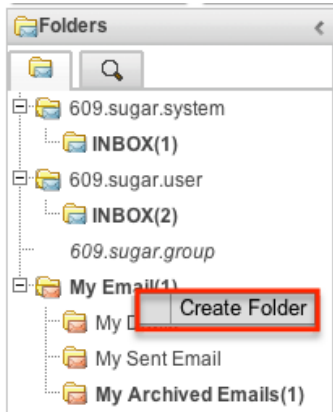 Folders
609.sugar.system
INBOX(1)
609.sugar.user
INBOX(2)
609.sugar.group
My Email(1)
Create Folder
My
My Sent Email
My Archived Emails(1)